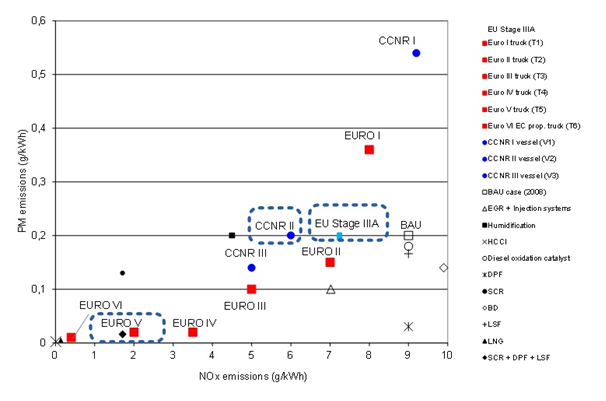 0,6
0,5
0,4
0,3
0,2
0,1
0
PM emissions (g/kWh)
CCNR I
EURO I
CCNR II
EU Stage IIIA
BAU
CCNR III
EURO II
EURO III
EURO VI
EURO V
EURO IV
0 1 2 3 4 5 6 7 8 9 10
NOx emissions (g/kWh)
EU Stage IIIA
Euro I truck (T1)
Euro II truck (T2)
Euro III truck (T3)
Euro IV truck (T4)
Euro V truck (T5)
Euro VI EC prop. truck (T6)
CCNR I vessel (V1)
CCNR II vessel (V2)
CCNR III vessel (V3)
BAU case (2008)
EGR + Injection systems
Humidification
HCCI
Diesel oxidation catalyst
DPF
SCR
BD
LSF
LNG
SCR + DPF + LSF